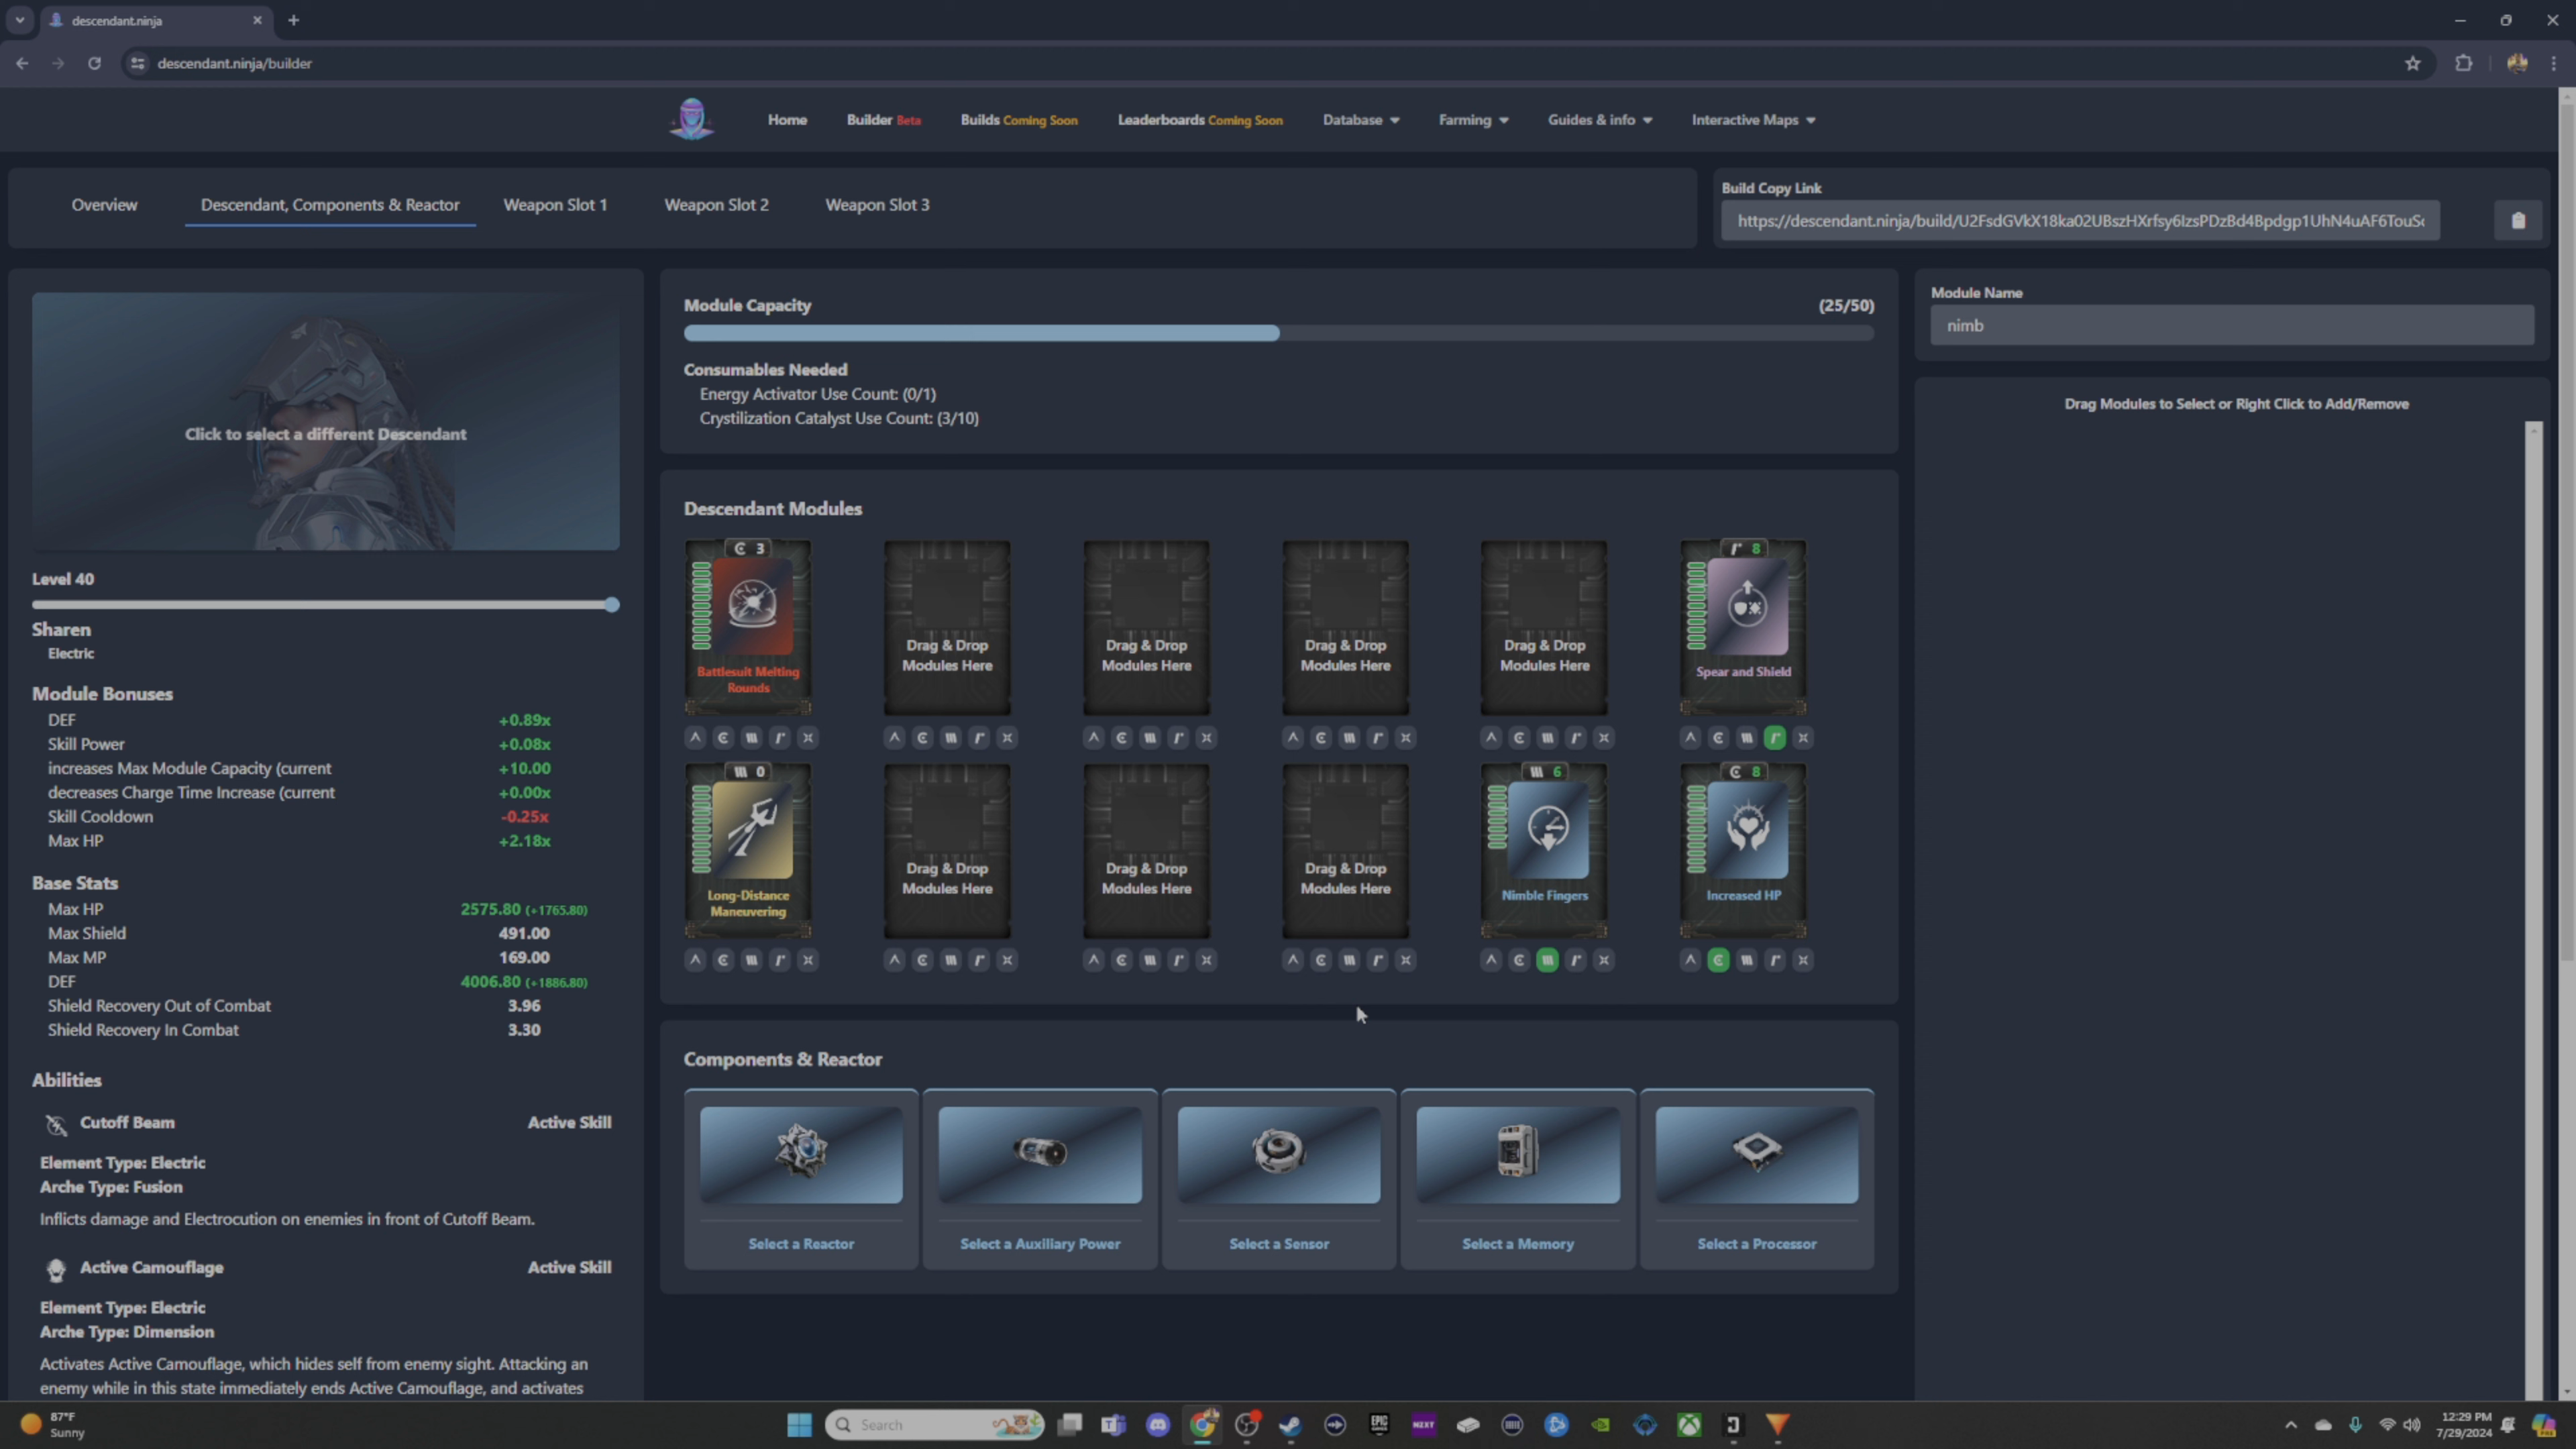 descendant.ninja
descendant.ninja/builder
Home
Builder Beta
Builds Coming Soon
Leaderboards Coming Soon
Database
Farming
Guides & info
Interactive Maps
Overview
Descendant, Components & Reactor
Weapon Slot 1
Weapon Slot 2
Weapon Slot 3
Build Copy Link
https://descendant.ninja/build/U2FsdGVkX18ka02UBszHXrfsy6IzsPDzBd4Bpdgp1UhN4uAF6TouS
Click to select a different Descendant
Level 40
Sharen
Electric
Module Bonuses
DEF +0.89x
Skill Power +0.08x
increases Max Module Capacity (current +10.00
decreases Charge Time Increase (current +0.00x
Skill Cooldown -0.25x
Max HP +2.18x
Base Stats
Max HP 2575.80 (+1765.80)
Max Shield 491.00
Max MP 169.00
DEF 4006.80 (+1886.80)
Shield Recovery Out of Combat 3.96
Shield Recovery In Combat 3.30
Abilities
Cutoff Beam Active Skill
Element Type: Electric
Arche Type: Fusion
Inflicts damage and Electrocution on enemies in front of Cutoff Beam.
Active Camouflage Active Skill
Element Type: Electric
Arche Type: Dimension
Activates Active Camouflage, which hides self from enemy sight. Attacking an
enemy while in this state immediately ends Active Camouflage, and activates
Module Capacity (25/50)
Consumables Needed
Energy Activator Use Count: (0/1)
Crystilization Catalyst Use Count: (3/10)
Descendant Modules
3
Battlesuit Melting
Rounds
Drag & Drop
Modules Here
Drag & Drop
Modules Here
Drag & Drop
Modules Here
Drag & Drop
Modules Here
8
Spear and Shield
0
Long-Distance
Maneuvering
Drag & Drop
Modules Here
Drag & Drop
Modules Here
Drag & Drop
Modules Here
6
Nimble Fingers
8
Increased HP
Components & Reactor
Select a Reactor
Select a Auxiliary Power
Select a Sensor
Select a Memory
Select a Processor
Module Name
nimb
Drag Modules to Select or Right Click to Add/Remove
87°F
Sunny
Search
EPIC
GAMES
NZXT
12:29 PM
7/29/2024